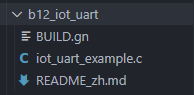 b12_iot_uart
BUILD.gn
iot_uart_example.c
README_zh.md